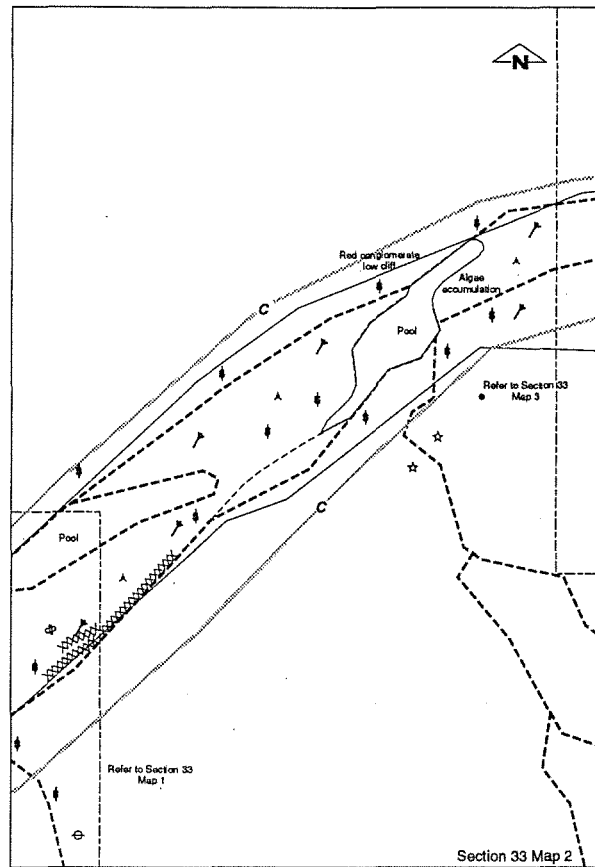 N
Red conglomerate
low cliff
Algae
accumulation
C
Pool
Refer to Section 33
Map 3
C
Pool
Refer to Section 33
Map 1
Section 33 Map 2